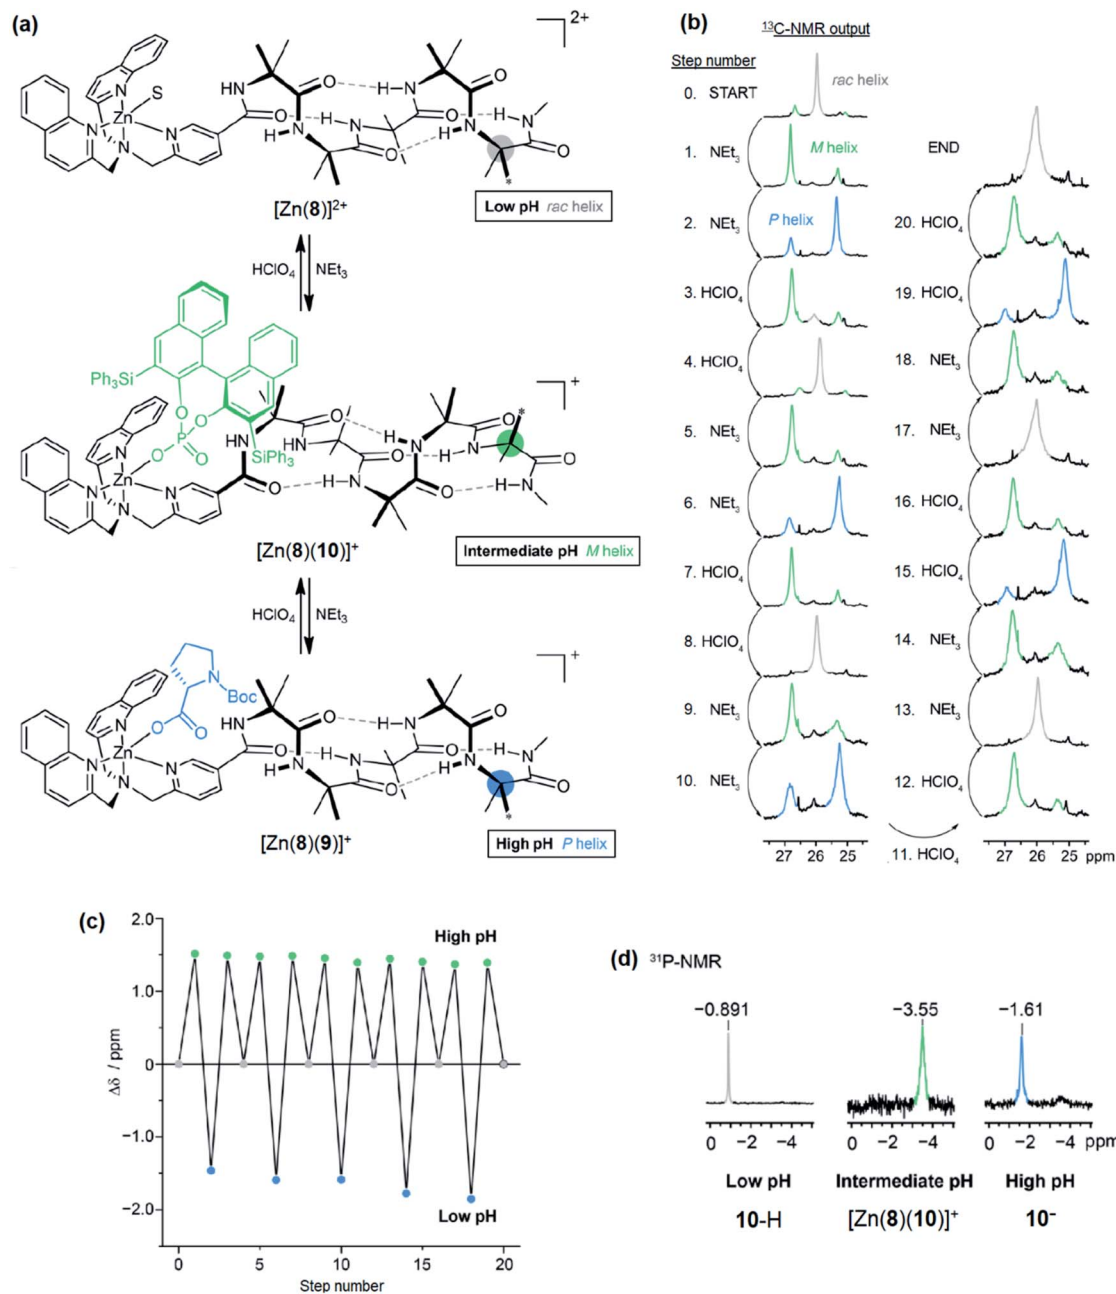 (a)
2+
S
N
N
Zn
N
N
HN
O
N
H
O
N
H
O
H
N
O
H
N
O
H
N
N
H
O
*
[Zn(8)]²⁺
Low pH rac helix
HClO₄
NEt₃
Ph₃Si
O
P
O
O
O
SiPh₃
+
N
N
Zn
N
N
HN
O
O
HN
O
HN
H
N
O
H
N
O
H
N
O
*
[Zn(8)(10)]⁺
Intermediate pH M helix
HClO₄
NEt₃
N
Boc
O
O
+
N
N
Zn
N
N
HN
O
N
H
O
N
H
O
H
N
O
H
N
O
H
N
N
H
O
*
[Zn(8)(9)]⁺
High pH P helix
(b)
¹³C-NMR output
Step number
0. START
rac helix
1. NEt₃
M helix
2. NEt₃
P helix
3. HClO₄
4. HClO₄
5. NEt₃
6. NEt₃
7. HClO₄
8. HClO₄
9. NEt₃
10. NEt₃
27 26 25
11. HClO₄
END
20. HClO₄
19. HClO₄
18. NEt₃
17. NEt₃
16. HClO₄
15. HClO₄
14. NEt₃
13. NEt₃
12. HClO₄
27 26 25 ppm
(c)
2.0
1.0
0
−1.0
−2.0
Δδ / ppm
High pH
Low pH
0 5 10 15 20
Step number
(d) ³¹P-NMR
−0.891 −3.55 −1.61
0 −2 −4 0 −2 −4 0 −2 −4 ppm
Low pH Intermediate pH High pH
10-H [Zn(8)(10)]⁺ 10⁻